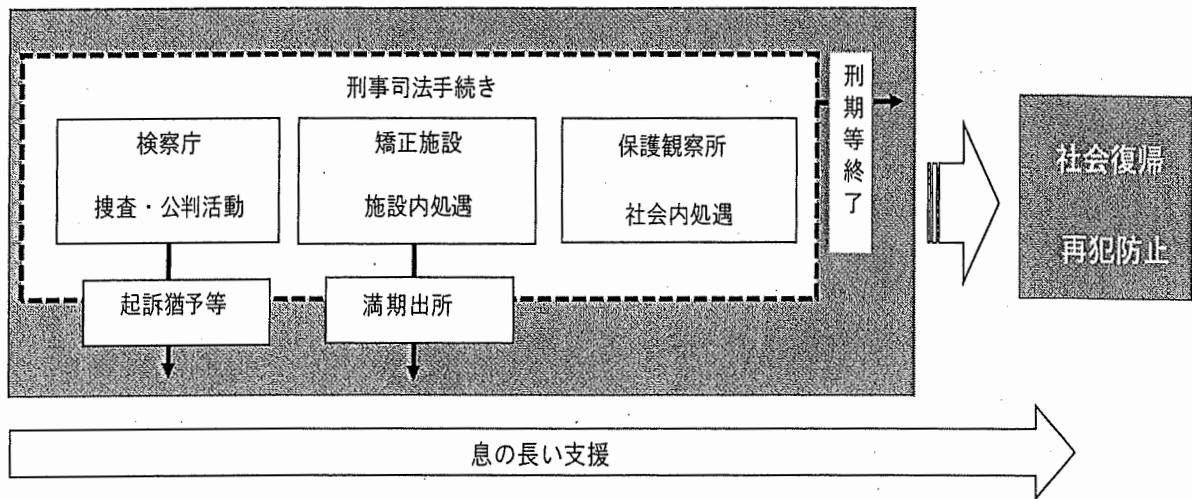 刑事司法手続き
検察庁
捜査・公判活動
矯正施設
施設内処遇
保護観察所
社会内処遇
起訴猶予等
満期出所
刑期等終了
社会復帰
再犯防止
息の長い支援